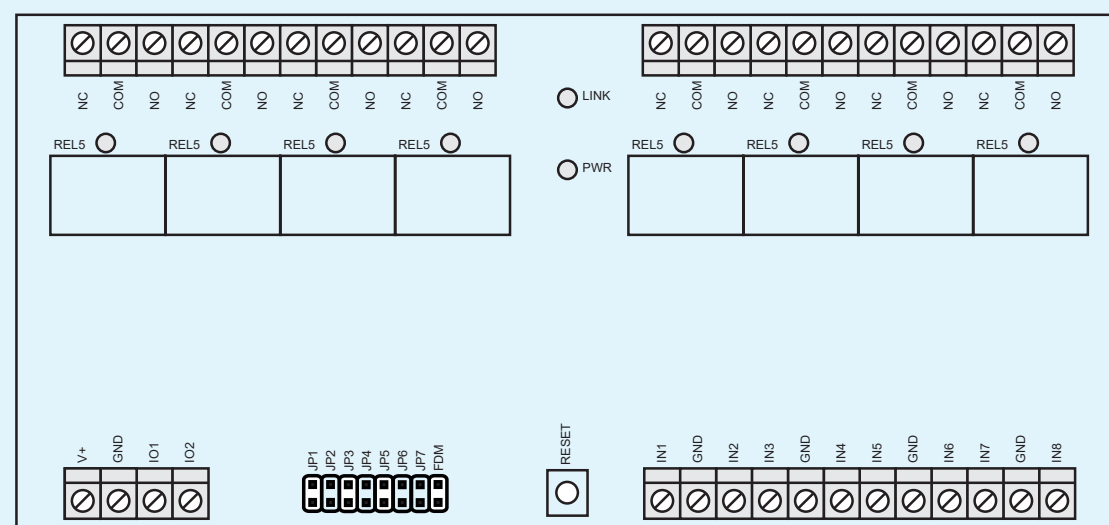 NC COM NO NC COM NO NC COM NO NC COM NO NC COM NO NC COM NO NC COM NO NC COM NO
LINK
REL5 REL5 REL5 REL5 REL5 REL5 REL5 REL5
PWR
V+ GND IO1 IO2 JP1 JP2 JP3 JP4 JP5 JP6 JP7 FDM RESET IN1 GND IN2 IN3 GND IN4 IN5 GND IN6 IN7 GND IN8